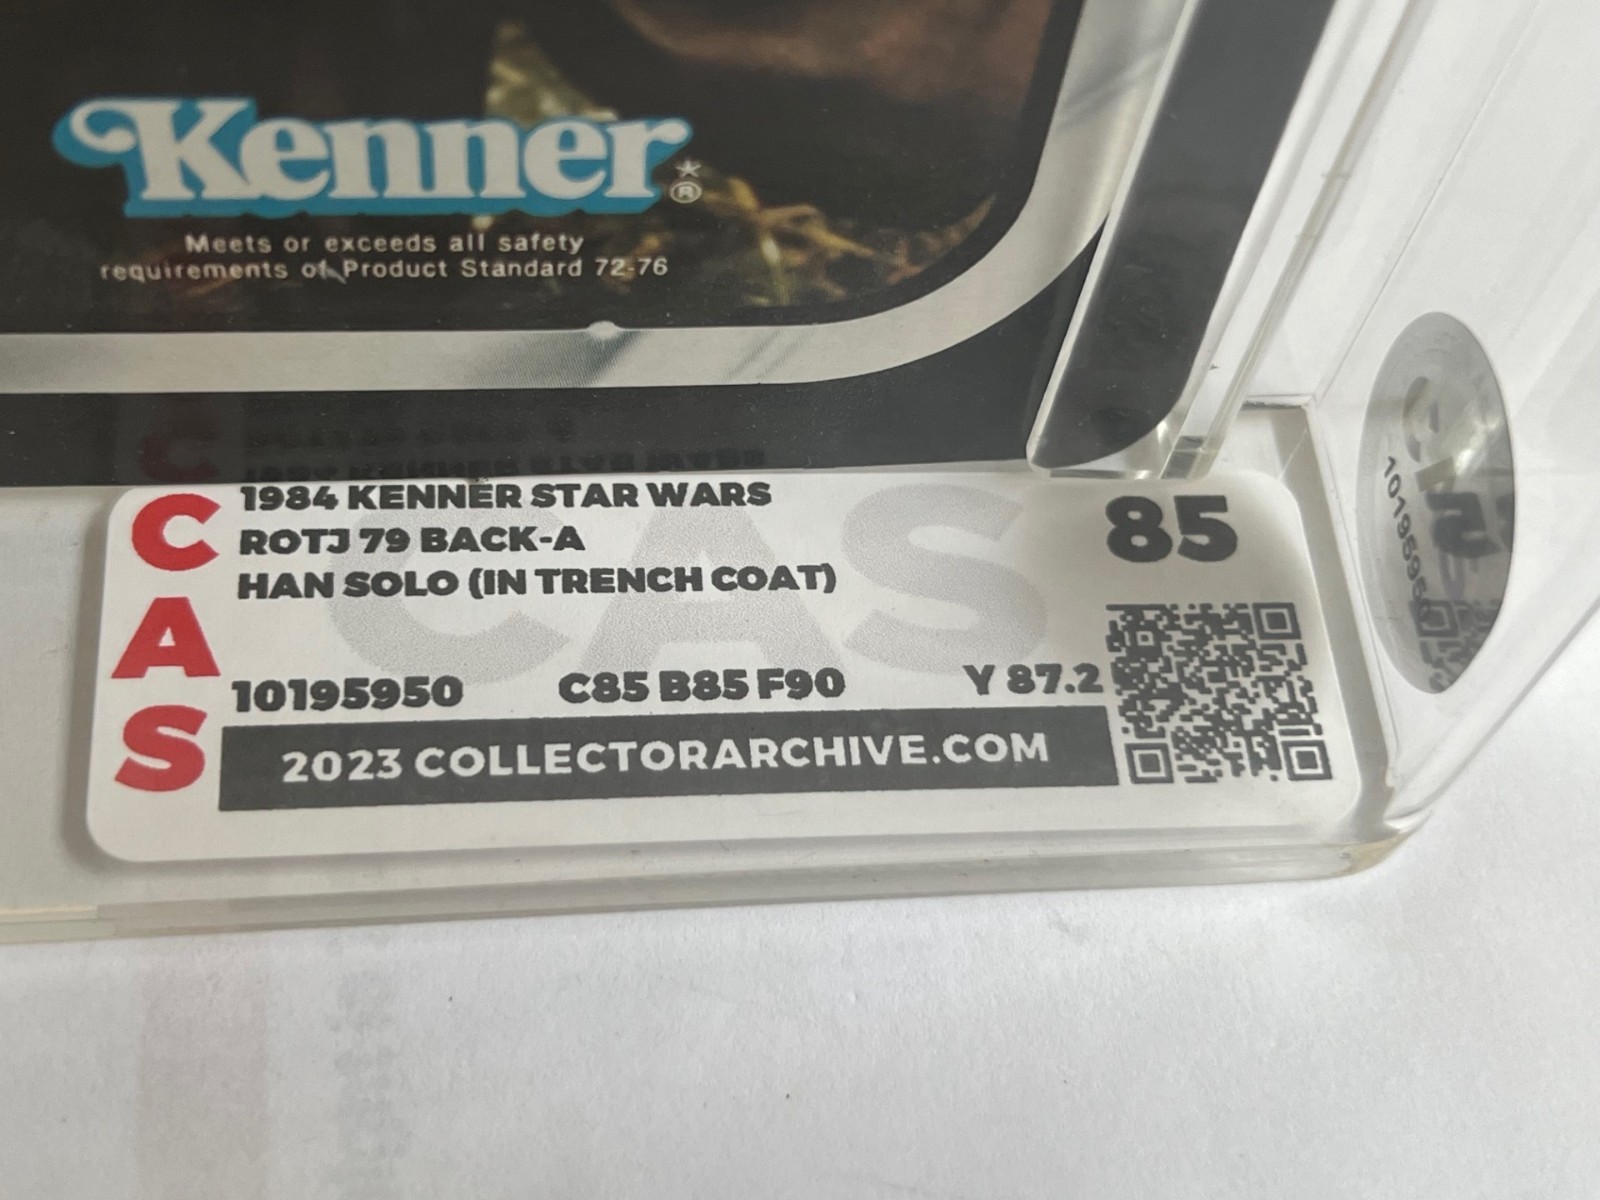 Kenner
®
Meets or exceeds all safety
requirements of Product Standard 72-76
CAS
1984 KENNER STAR WARS
ROTJ 79 BACK-A
HAN SOLO (IN TRENCH COAT)
85
10195950 C85 B85 F90 Y 87.2
2023 COLLECTORARCHIVE.COM
CAS